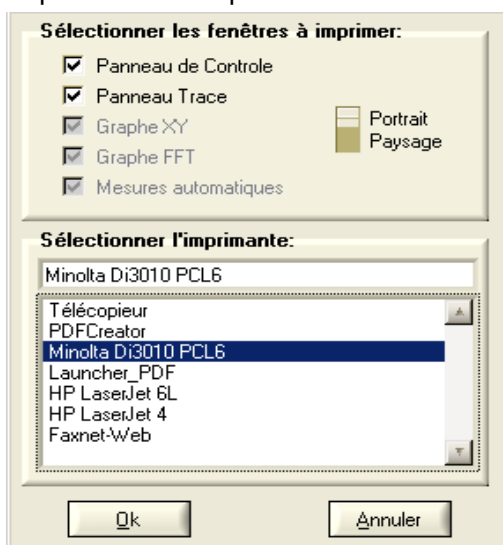 Sélectionner les fenêtres à imprimer:
Panneau de Controle
Panneau Trace
Graphe XY
Graphe FFT
Mesures automatiques
Portrait
Paysage
Sélectionner l'imprimante:
Minolta Di3010 PCL6
Télécopieur
PDFCreator
Minolta Di3010 PCL6
Launcher_PDF
HP LaserJet 6L
HP LaserJet 4
Faxnet-Web
Ok
Annuler